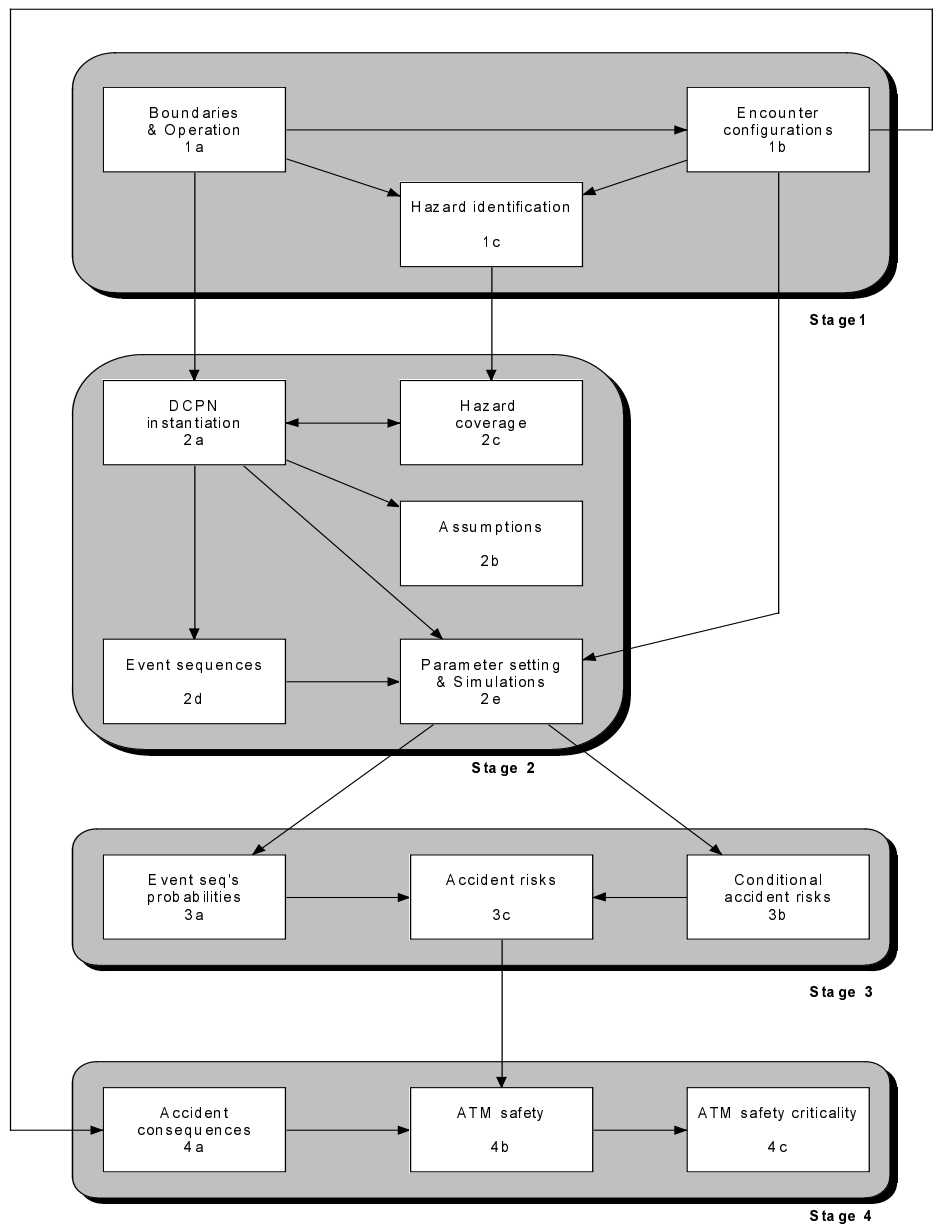 Boundaries
& Operation
1a
Encounter
configurations
1b
Hazard identification
1c
Stage 1
DCPN
instantiation
2a
Hazard
coverage
2c
Assumptions
2b
Event sequences
2d
Parameter setting
& Simulations
2e
Stage 2
Event seq's
probabilities
3a
Accident risks
3c
Conditional
accident risks
3b
Stage 3
Accident
consequences
4a
ATM safety
4b
ATM safety criticality
4c
Stage 4